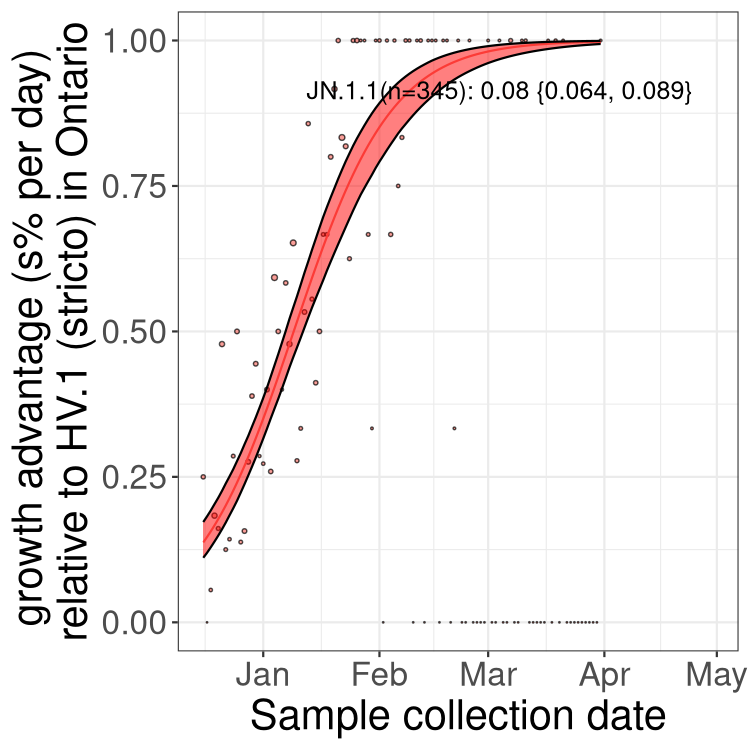 growth advantage (s% per day)
relative to HV.1 (stricto) in Ontario
1.00
0.75
0.50
0.25
0.00
JN.1.1(n=345): 0.08 {0.064, 0.089}
Jan Feb Mar Apr May
Sample collection date